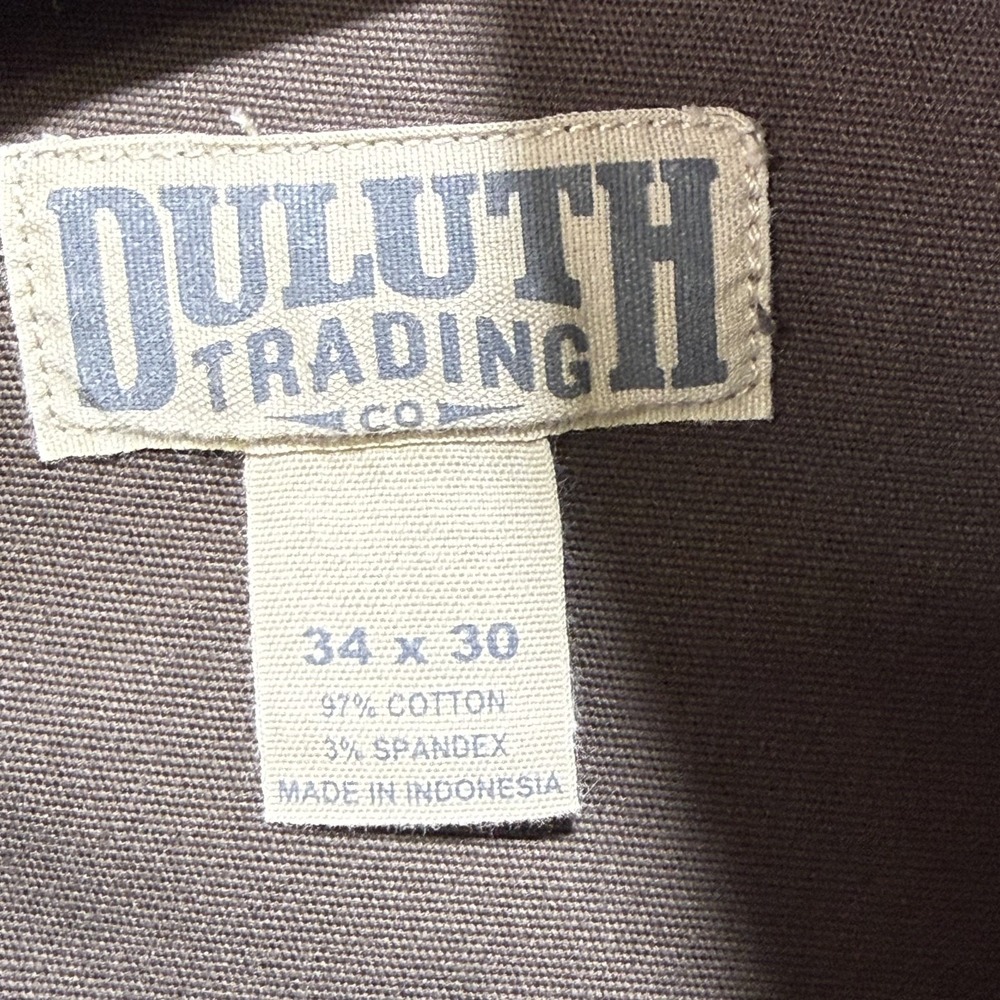 DULUTH
TRADING
CO
34 x 30
97% COTTON
3% SPANDEX
MADE IN INDONESIA